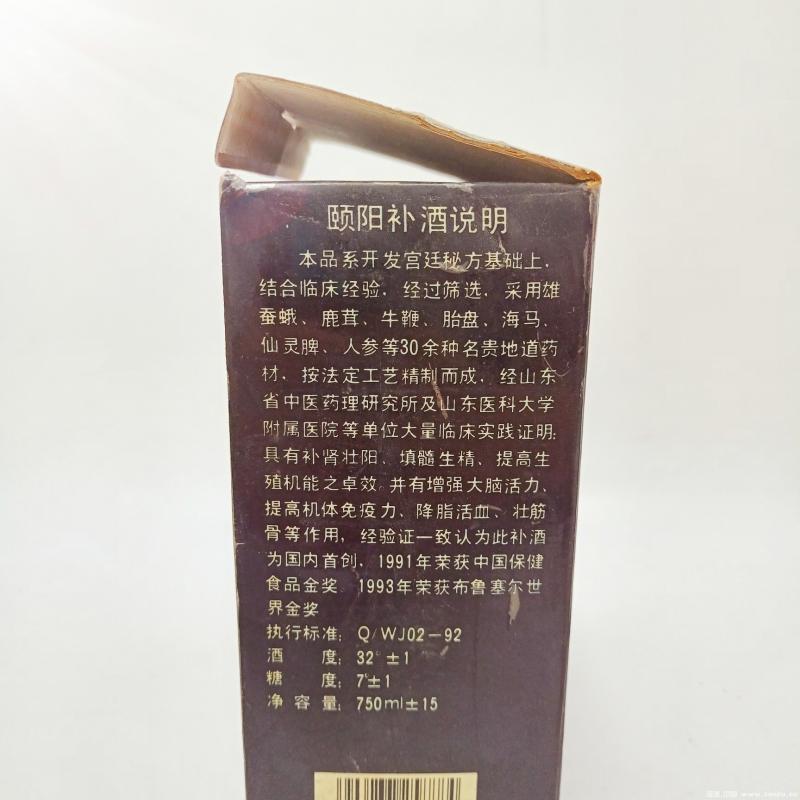 颐阳补酒说明
本品系开发宫廷秘方基础上,
结合临床经验, 经过筛选, 采用雄
蚕蛾、鹿茸、牛鞭、胎盘、海马、
仙灵脾、人参等30余种名贵地道药
材, 按法定工艺精制而成, 经山东
省中医药理研究所及山东医科大学
附属医院等单位大量临床实践证明:
具有补肾壮阳、填髓生精、提高生
殖机能之卓效, 并有增强大脑活力、
提高机体免疫力、降脂活血、壮筋
骨等作用, 经验证一致认为此补酒
为国内首创, 1991年荣获中国保健
食品金奖 1993年荣获布鲁塞尔世
界金奖
执行标准: Q/WJ02-92
酒 度: 32°±1
糖 度: 7°±1
净 容 量: 750ml±15